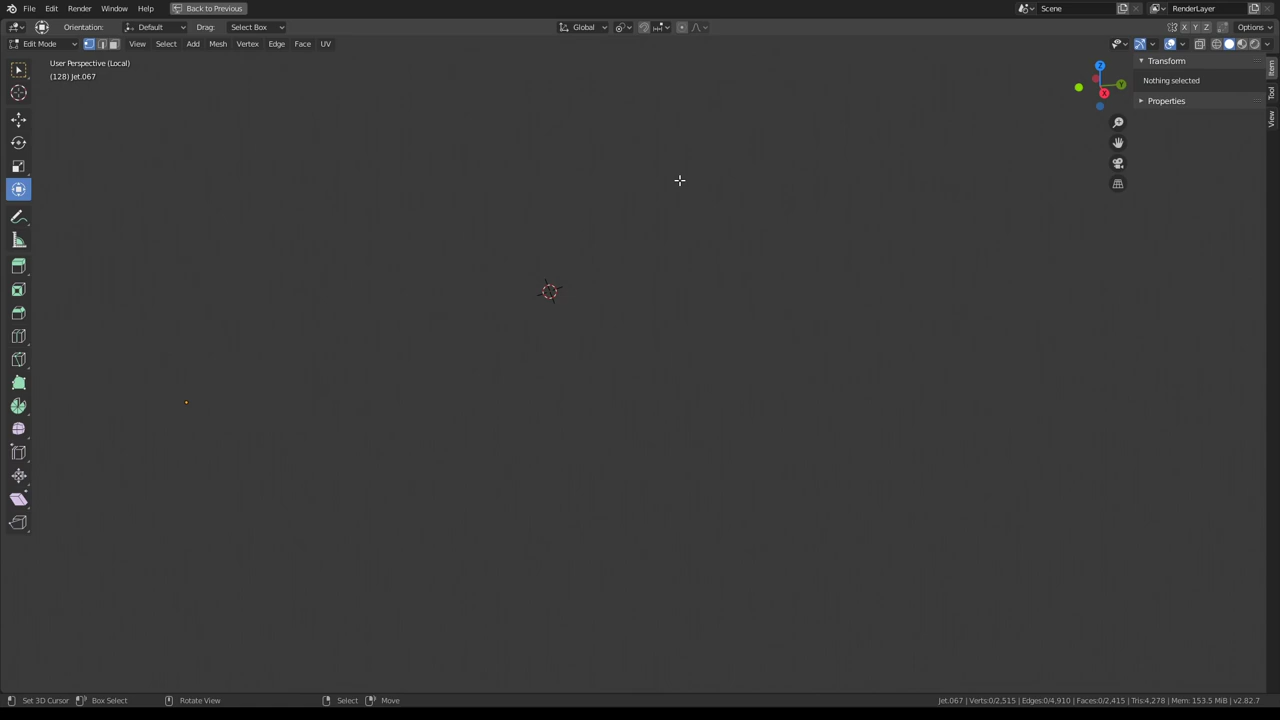 File Edit Render Window Help Back to Previous Scene RenderLayer
Orientation: Default Drag: Select Box Global X Y Z Options
Edit Mode View Select Add Mesh Vertex Edge Face UV
User Perspective (Local)
(128) Jet.067
Z
Y
X
Transform
Nothing selected
Properties
Item
Tool
View
Set 3D Cursor Box Select Rotate View Select Move Jet.067 | Verts:0/2,515 | Edges:0/4,910 | Faces:0/2,415 | Tris:4,278 | Mem: 153.5 MiB | v2.82.7